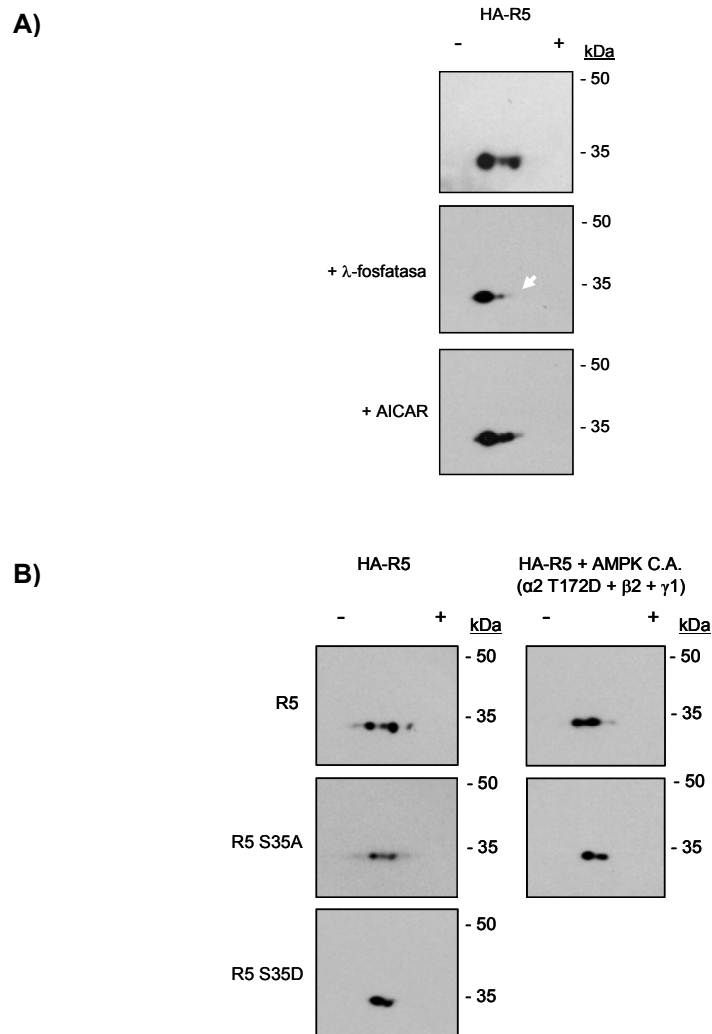 A)
HA-R5
- +
kDa
- 50
- 35
+ λ-fosfatasa
- 50
- 35
+ AICAR
- 50
- 35
B)
HA-R5
- +
kDa
HA-R5 + AMPK C.A.
(α2 T172D + β2 + γ1)
- +
kDa
R5
- 50
- 35
- 50
- 35
R5 S35A
- 50
- 35
- 50
- 35
R5 S35D
- 50
- 35